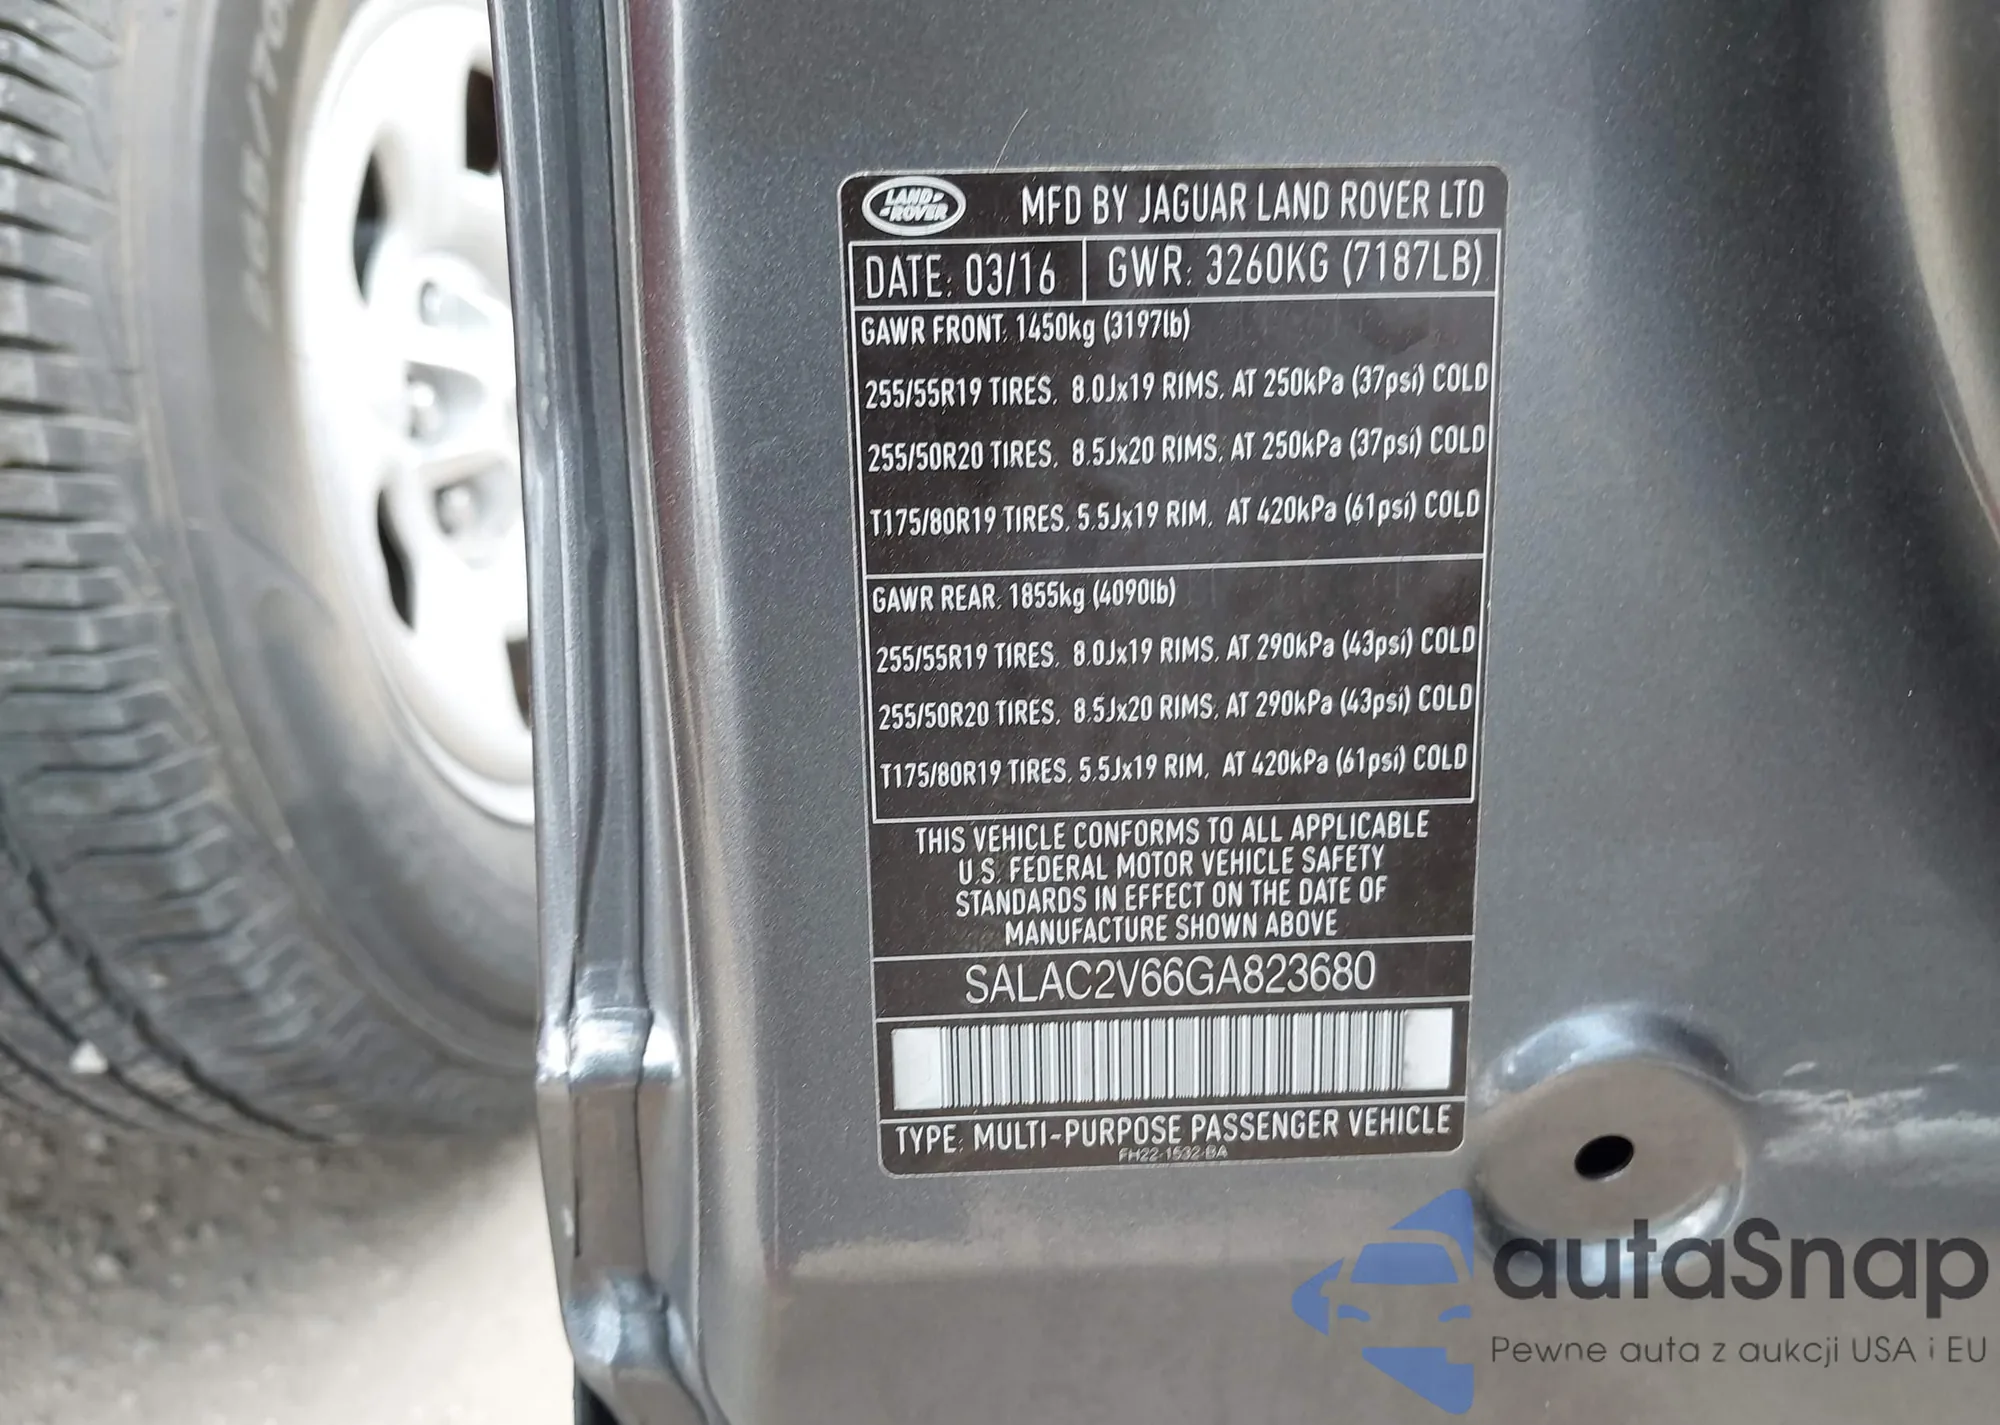 LAND ROVER
MFD BY JAGUAR LAND ROVER LTD
DATE: 03/16
GWR: 3260KG (7187LB)
GAWR FRONT: 1450kg (3197lb)
255/55R19 TIRES, 8.0Jx19 RIMS, AT 250kPa (37psi) COLD
255/50R20 TIRES, 8.5Jx20 RIMS, AT 250kPa (37psi) COLD
T175/80R19 TIRES, 5.5Jx19 RIM, AT 420kPa (61psi) COLD
GAWR REAR: 1855kg (4090lb)
255/55R19 TIRES, 8.0Jx19 RIMS, AT 290kPa (43psi) COLD
255/50R20 TIRES, 8.5Jx20 RIMS, AT 290kPa (43psi) COLD
T175/80R19 TIRES, 5.5Jx19 RIM, AT 420kPa (61psi) COLD
THIS VEHICLE CONFORMS TO ALL APPLICABLE
U.S. FEDERAL MOTOR VEHICLE SAFETY
STANDARDS IN EFFECT ON THE DATE OF
MANUFACTURE SHOWN ABOVE
SALAC2V66GA823680
TYPE: MULTI-PURPOSE PASSENGER VEHICLE
FH22-1532-BA
autaSnap
Pewne auta z aukcji USA i EU